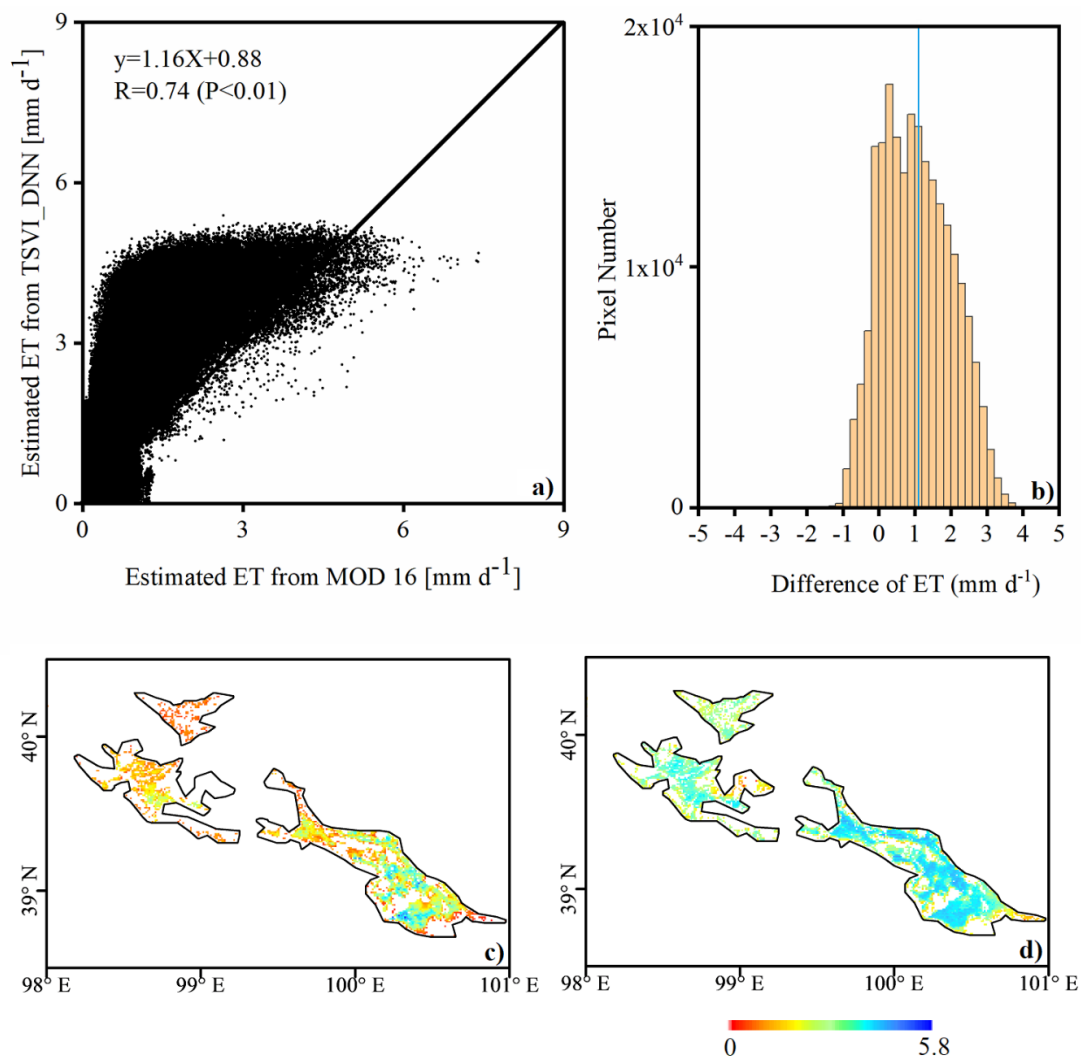 9
6
3
0
Estimated ET from TSVI_DNN [mm d-1]
y=1.16X+0.88
R=0.74 (P<0.01)
a)
0 3 6 9
Estimated ET from MOD 16 [mm d-1]
2x10^4
1x10^4
0
Pixel Number
b)
-5 -4 -3 -2 -1 0 1 2 3 4 5
Difference of ET (mm d-1)
40° N
39° N
c)
98° E 99° E 100° E 101° E
40° N
39° N
d)
98° E 99° E 100° E 101° E
0 5.8